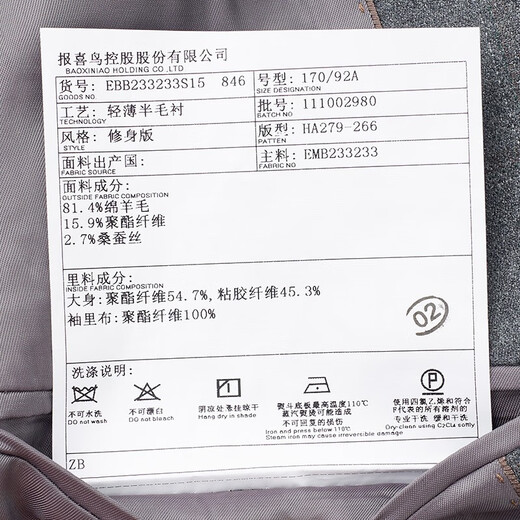 报喜鸟控股股份有限公司
BAOXINIAO HOLDING CO .,LTD
货号: EBB233233S15 846 号型: 170/92A
GOODS NO SIZE DESIGNATION
工艺: 轻薄半毛衬 批号: 111002980
TECHNOLOGY BATCH NO
风格: 修身版 版型: HA279-266
STYLE PATTEN
面料出产国: 主料: EMB233233
FABRIC SOURCE FABRIC NO
面料成分:
OUTSIDE FABRIC COMPOSITION
81.4%绵羊毛
15.9%聚酯纤维
2.7%桑蚕丝
里料成分:
INSIDE FABRIC COMPOSITION
大身:聚酯纤维54.7%,粘胶纤维45.3%
袖里布:聚酯纤维100%
02
洗涤说明:
不可水洗
DO not wash
不可漂白
DO not bleach
阴凉处悬挂晾干
Hang dry in shade
熨斗底板最高温度110℃
蒸汽熨烫可能造成
不可回复的损伤
Iron and press below 110℃
Steam iron may cause irreversible damage
P
使用四氯乙烯和符合
F代表的所有溶剂的
专业干洗 缓和干洗
Dry-clean using C2CL4 softly
ZB